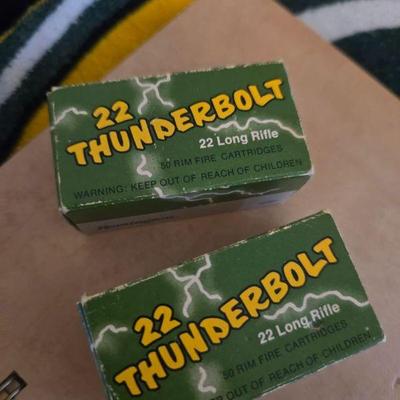 22
THUNDERBOLT
22 Long Rifle
50 RIM FIRE CARTRIDGES
WARNING: KEEP OUT OF REACH OF CHILDREN
22
THUNDERBOLT
22 Long Rifle
50 RIM FIRE CARTRIDGES
OUT OF REACH OF CHILDREN